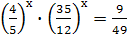 (4/5)^x · (35/12)^x = 9/49